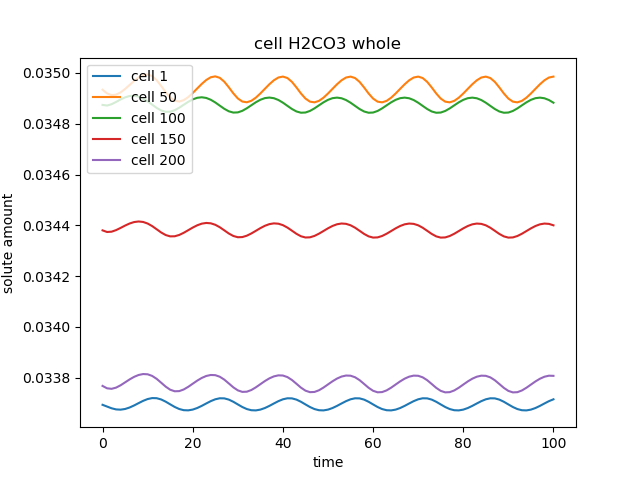 cell H2CO3 whole
0.0350
0.0348
0.0346
0.0344
0.0342
0.0340
0.0338
solute amount
cell 1
cell 50
cell 100
cell 150
cell 200
0 20 40 60 80 100
time